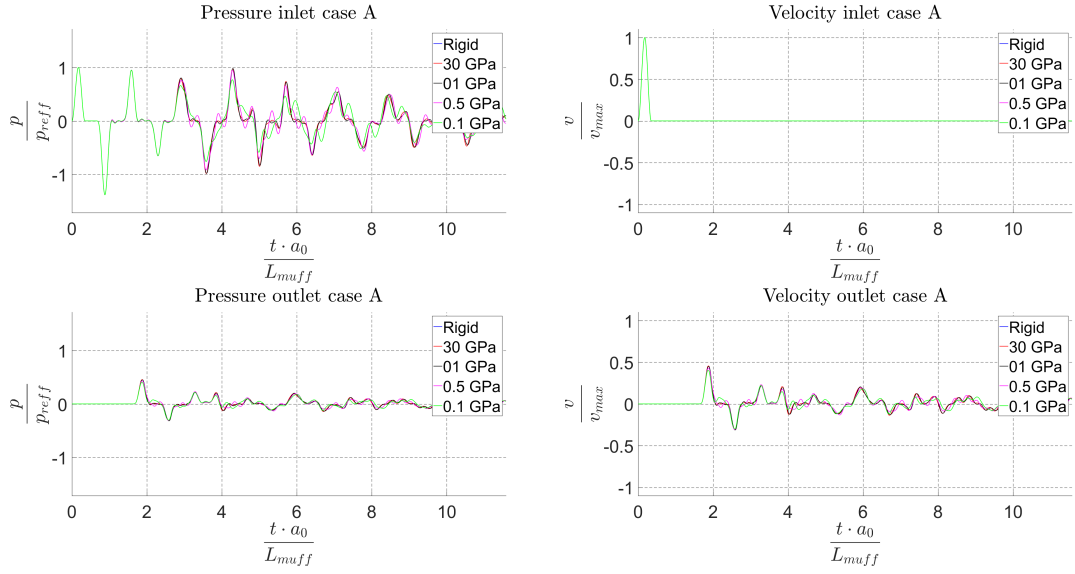 Pressure inlet case A
p
p_reff
1
0
-1
0 2 4 6 8 10
t · a_0
L_muff
Rigid
30 GPa
01 GPa
0.5 GPa
0.1 GPa
Velocity inlet case A
v
v_max
1
0.5
0
-0.5
-1
0 2 4 6 8 10
t · a_0
L_muff
Rigid
30 GPa
01 GPa
0.5 GPa
0.1 GPa
Pressure outlet case A
p
p_reff
1
0
-1
0 2 4 6 8 10
t · a_0
L_muff
Rigid
30 GPa
01 GPa
0.5 GPa
0.1 GPa
Velocity outlet case A
v
v_max
1
0.5
0
-0.5
-1
0 2 4 6 8 10
t · a_0
L_muff
Rigid
30 GPa
01 GPa
0.5 GPa
0.1 GPa